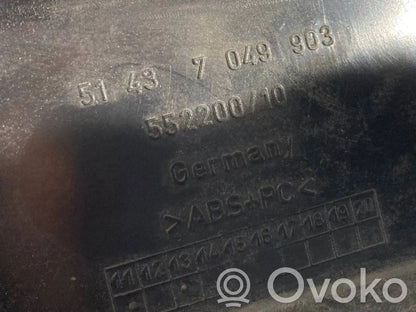 51 43 7 049 903
552200/10
Germany
>ABS+PC<
11 12 13 14 15 16 17 18 19 20
Ovoko